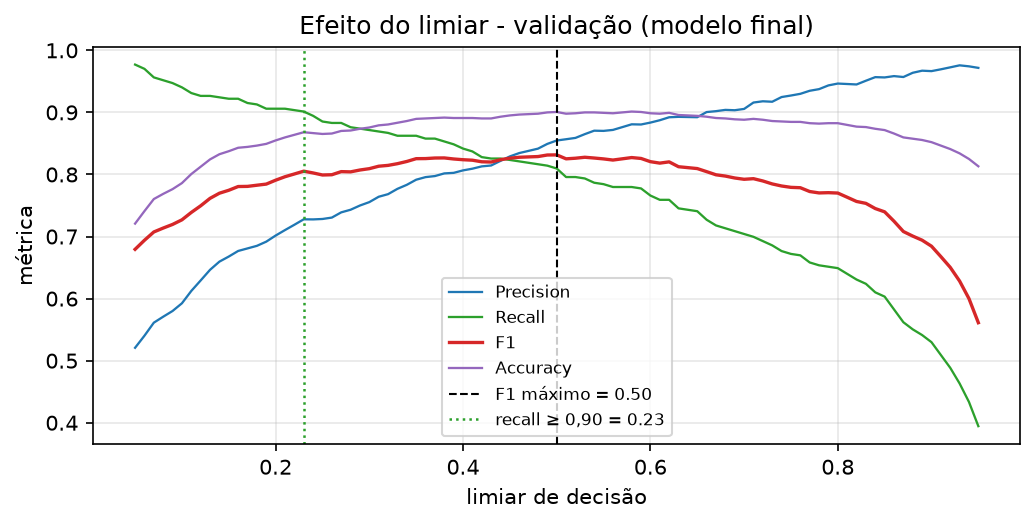 Efeito do limiar - validação (modelo final)
métrica
1.0
0.9
0.8
0.7
0.6
0.5
0.4
Precision
Recall
F1
Accuracy
F1 máximo = 0.50
recall ≥ 0,90 = 0.23
0.2 0.4 0.6 0.8
limiar de decisão